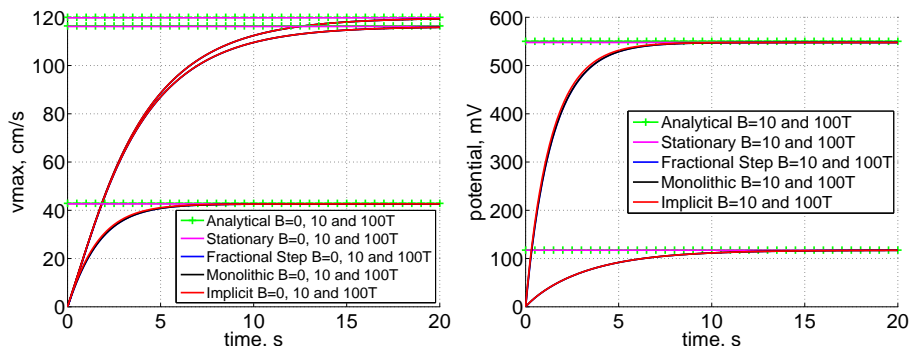 vmax, cm/s
120
100
80
60
40
20
0
Analytical B=0, 10 and 100T
Stationary B=0, 10 and 100T
Fractional Step B=0, 10 and 100T
Monolithic B=0, 10 and 100T
Implicit B=0, 10 and 100T
0 5 10 15 20
time, s
potential, mV
600
500
400
300
200
100
0
Analytical B=10 and 100T
Stationary B=10 and 100T
Fractional Step B=10 and 100T
Monolithic B=10 and 100T
Implicit B=10 and 100T
0 5 10 15 20
time, s